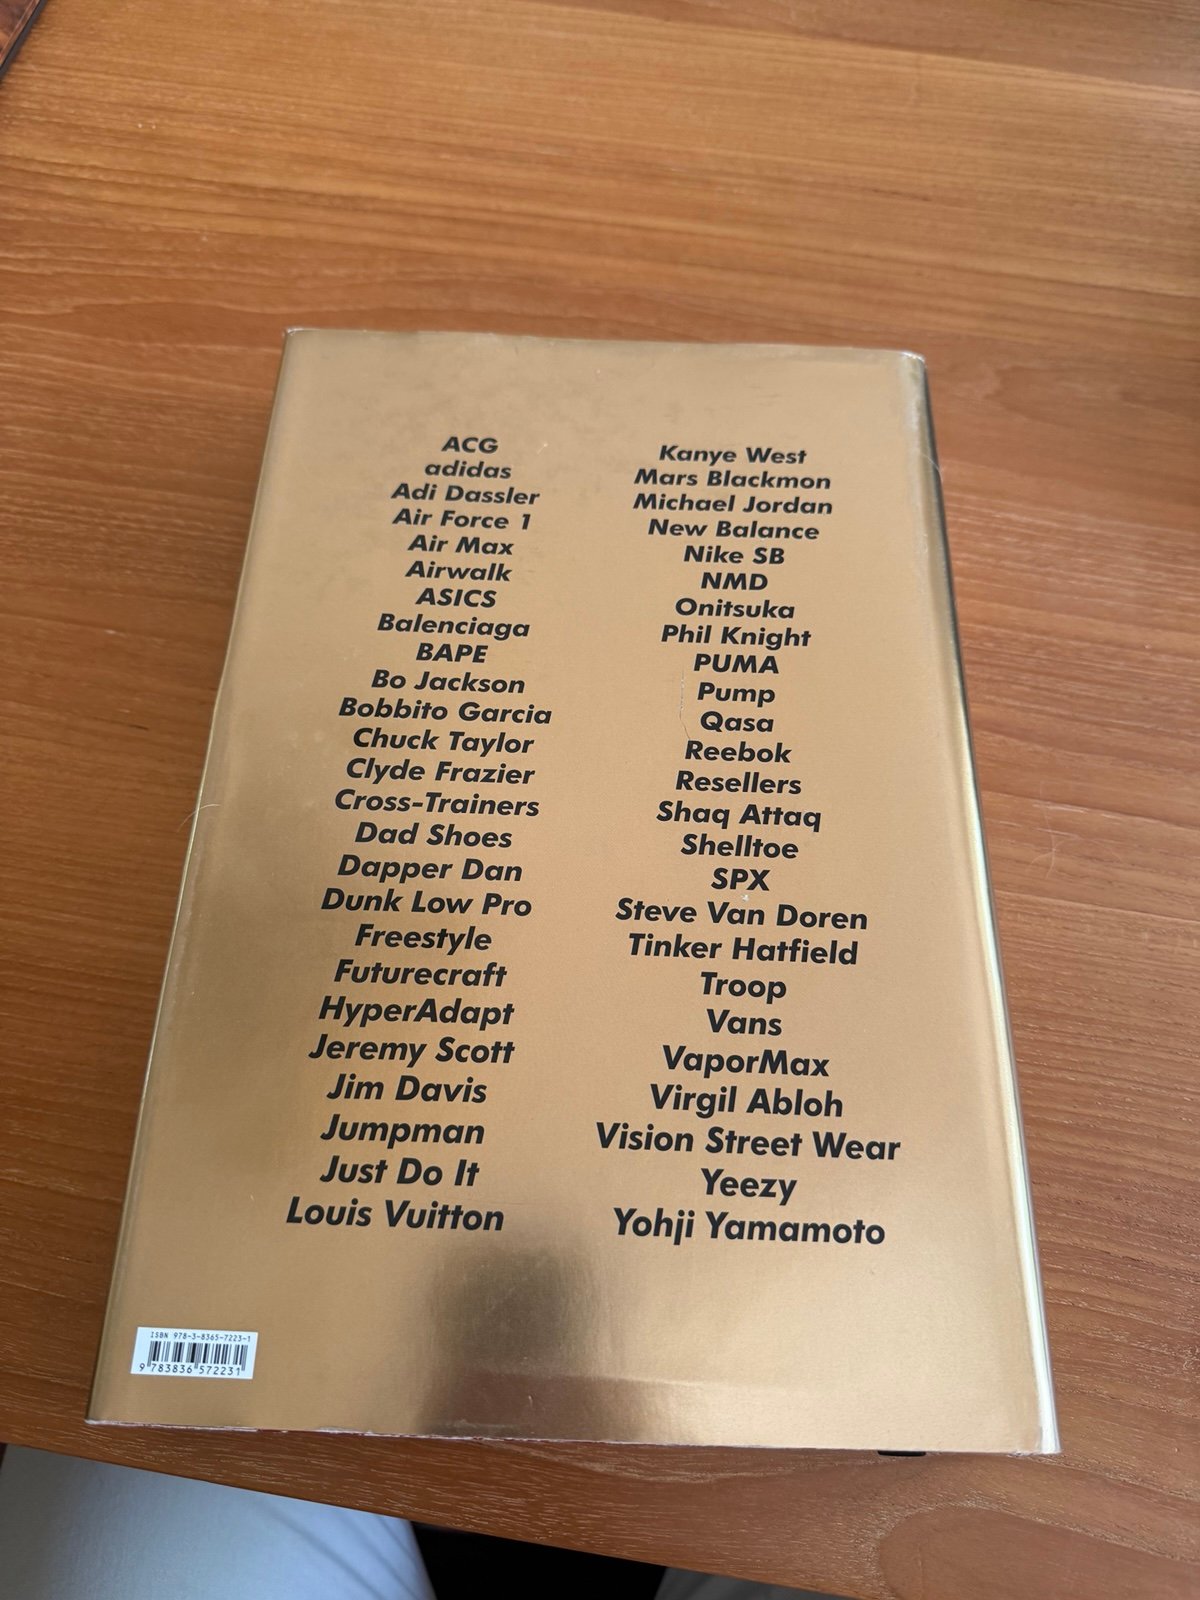 ACG
adidas
Adi Dassler
Air Force 1
Air Max
Airwalk
ASICS
Balenciaga
BAPE
Bo Jackson
Bobbito Garcia
Chuck Taylor
Clyde Frazier
Cross-Trainers
Dad Shoes
Dapper Dan
Dunk Low Pro
Freestyle
Futurecraft
HyperAdapt
Jeremy Scott
Jim Davis
Jumpman
Just Do It
Louis Vuitton
Kanye West
Mars Blackmon
Michael Jordan
New Balance
Nike SB
NMD
Onitsuka
Phil Knight
PUMA
Pump
Qasa
Reebok
Resellers
Shaq Attaq
Shelltoe
SPX
Steve Van Doren
Tinker Hatfield
Troop
Vans
VaporMax
Virgil Abloh
Vision Street Wear
Yeezy
Yohji Yamamoto
ISBN 978-3-8365-7223-1
9 783836 572231